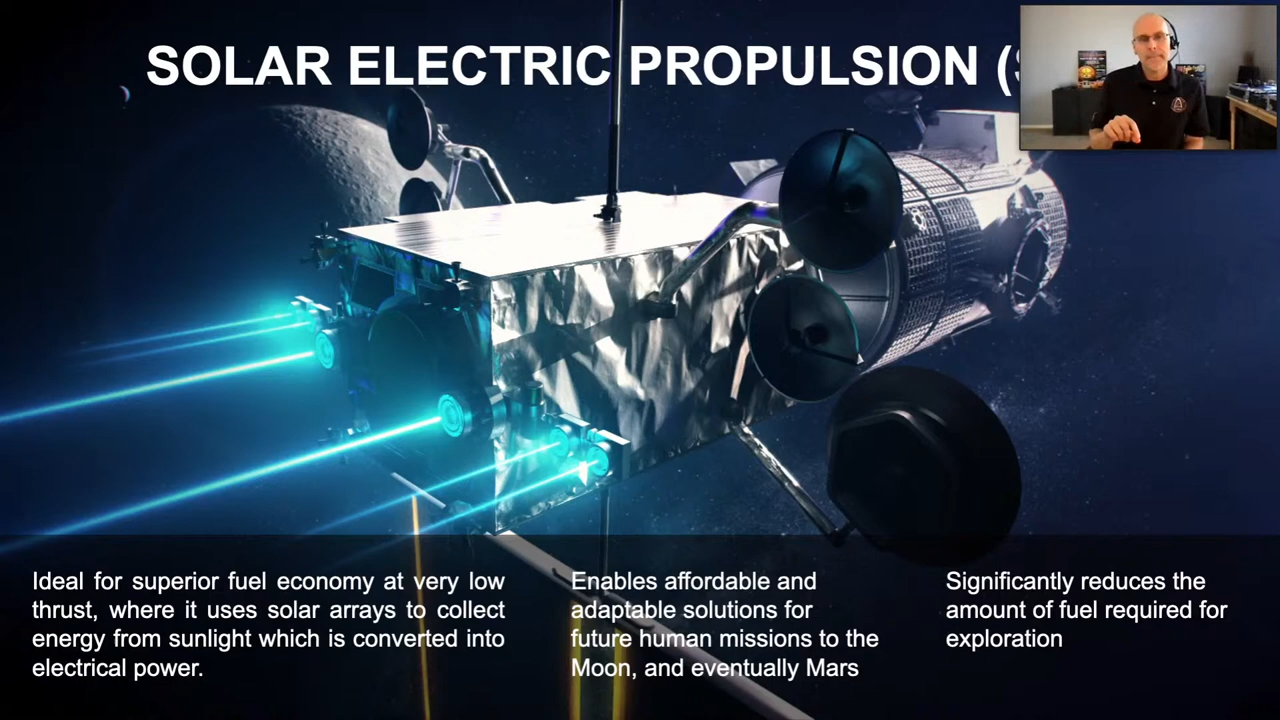 SOLAR ELECTRIC PROPULSION (S
Ideal for superior fuel economy at very low
thrust, where it uses solar arrays to collect
energy from sunlight which is converted into
electrical power.
Enables affordable and
adaptable solutions for
future human missions to the
Moon, and eventually Mars
Significantly reduces the
amount of fuel required for
exploration